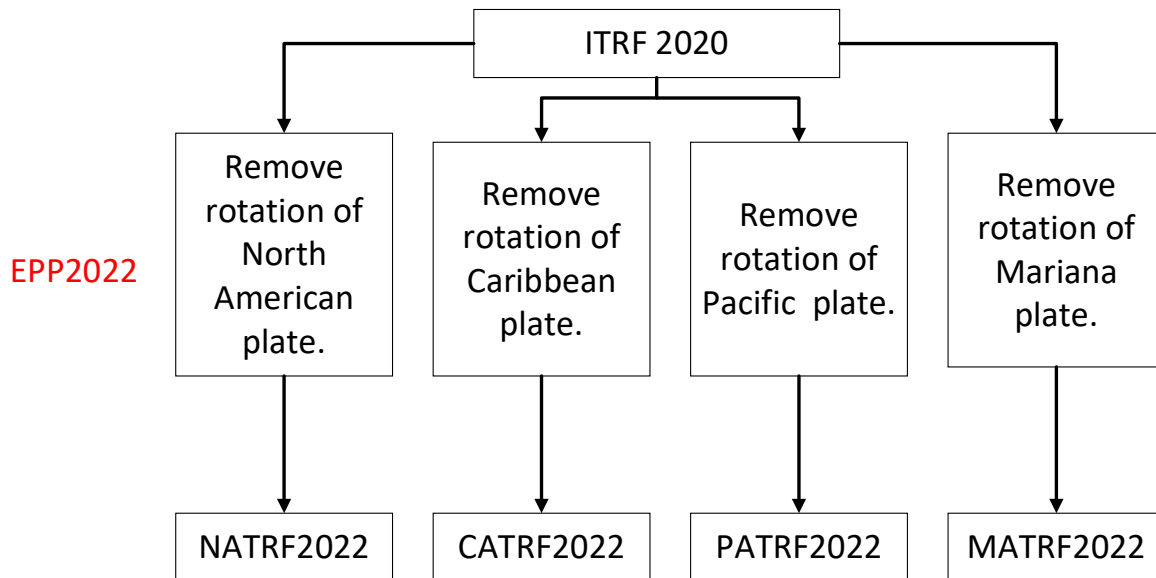 ITRF 2020
Remove
rotation of
North
American
plate.
Remove
rotation of
Caribbean
plate.
Remove
rotation of
Pacific  plate.
Remove
rotation of
Mariana
plate.
EPP2022
NATRF2022
CATRF2022
PATRF2022
MATRF2022